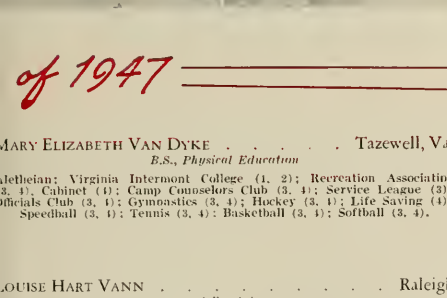 of 1947
MARY ELIZABETH VAN DYKE . . . . . Tazewell, Va
B.S., Physical Education
Aletheian; Virginia Intermont College (1, 2); Recreation Association
(3, 4), Cabinet (4); Camp Counselors Club (3, 4); Service League (3)
Officials Club (3, 4); Gymnastics (3, 4); Hockey (3, 4); Life Saving (4)
Speedball (3, 4); Tennis (3, 4); Basketball (3, 4); Softball (3, 4).
LOUISE HART VANN . . . . . . . . . Raleigh